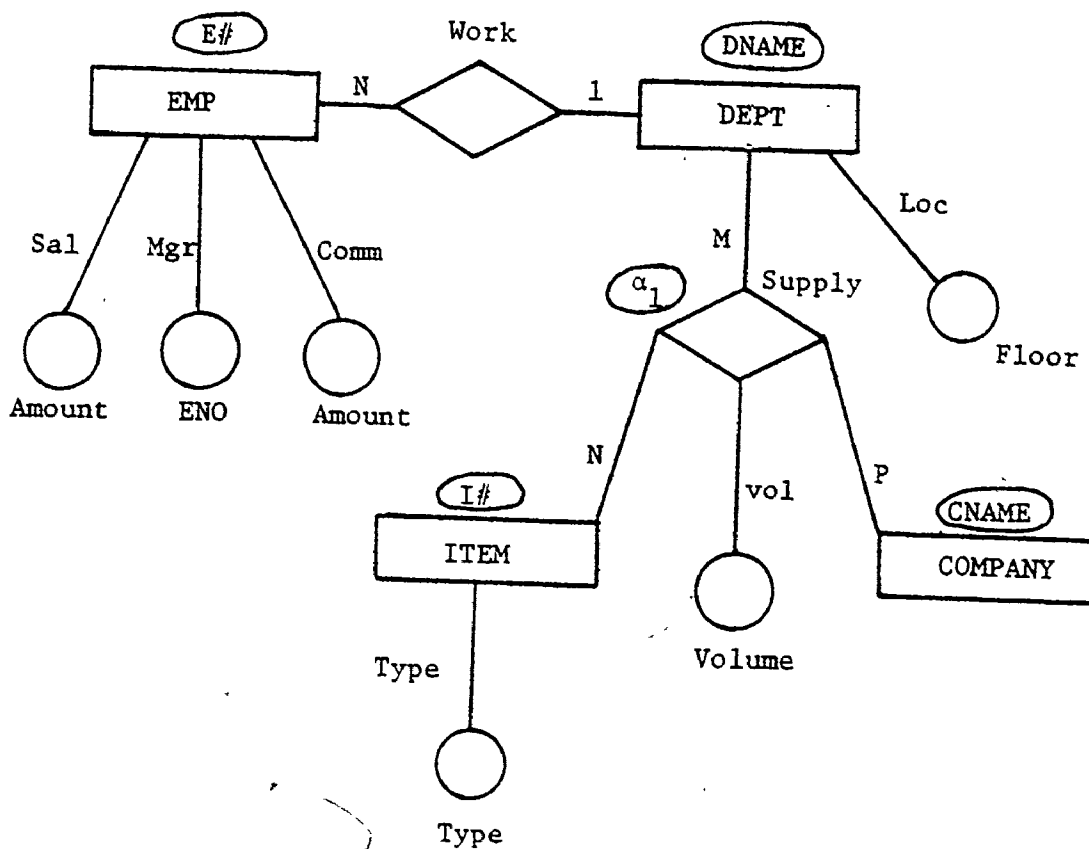 E#
Work
DNAME
EMP
N
1
DEPT
Sal
Mgr
Comm
Loc
M
α1
Supply
Floor
Amount
ENO
Amount
N
P
I#
vol
CNAME
ITEM
COMPANY
Type
Volume
Type